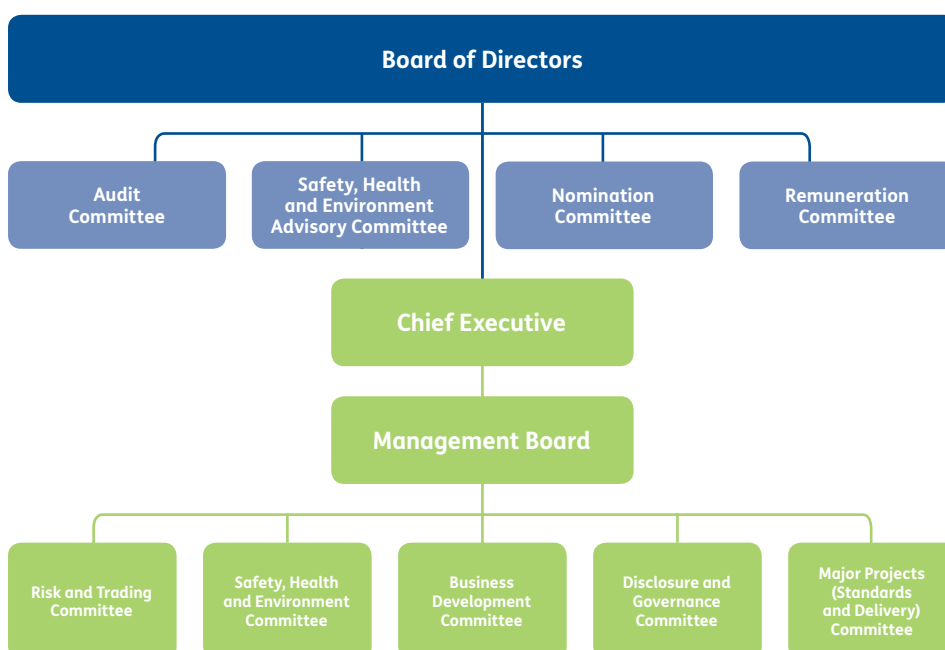 Board of Directors
Audit
Committee
Safety, Health
and Environment
Advisory Committee
Nomination
Committee
Remuneration
Committee
Chief Executive
Management Board
Risk and Trading
Committee
Safety, Health
and Environment
Committee
Business
Development
Committee
Disclosure and
Governance
Committee
Major Projects
(Standards
and Delivery)
Committee